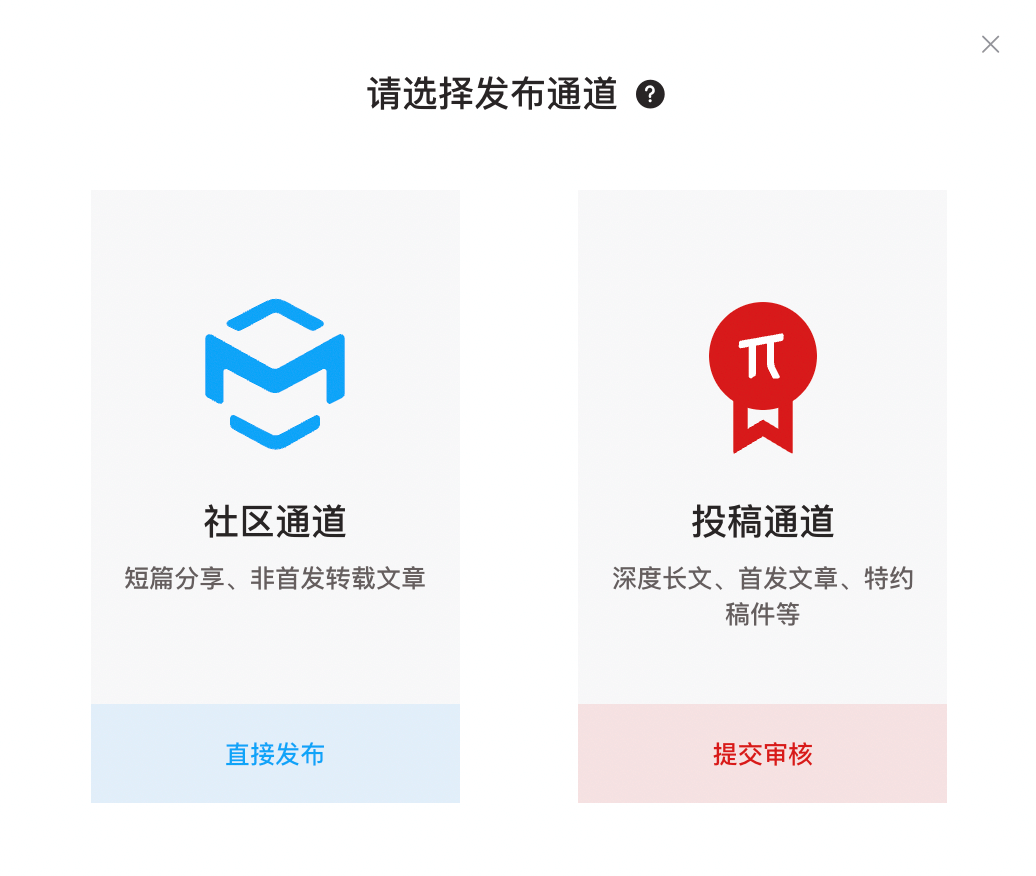 请选择发布通道 ?
社区通道
短篇分享、非首发转载文章
直接发布
π
投稿通道
深度长文、首发文章、特约
稿件等
提交审核